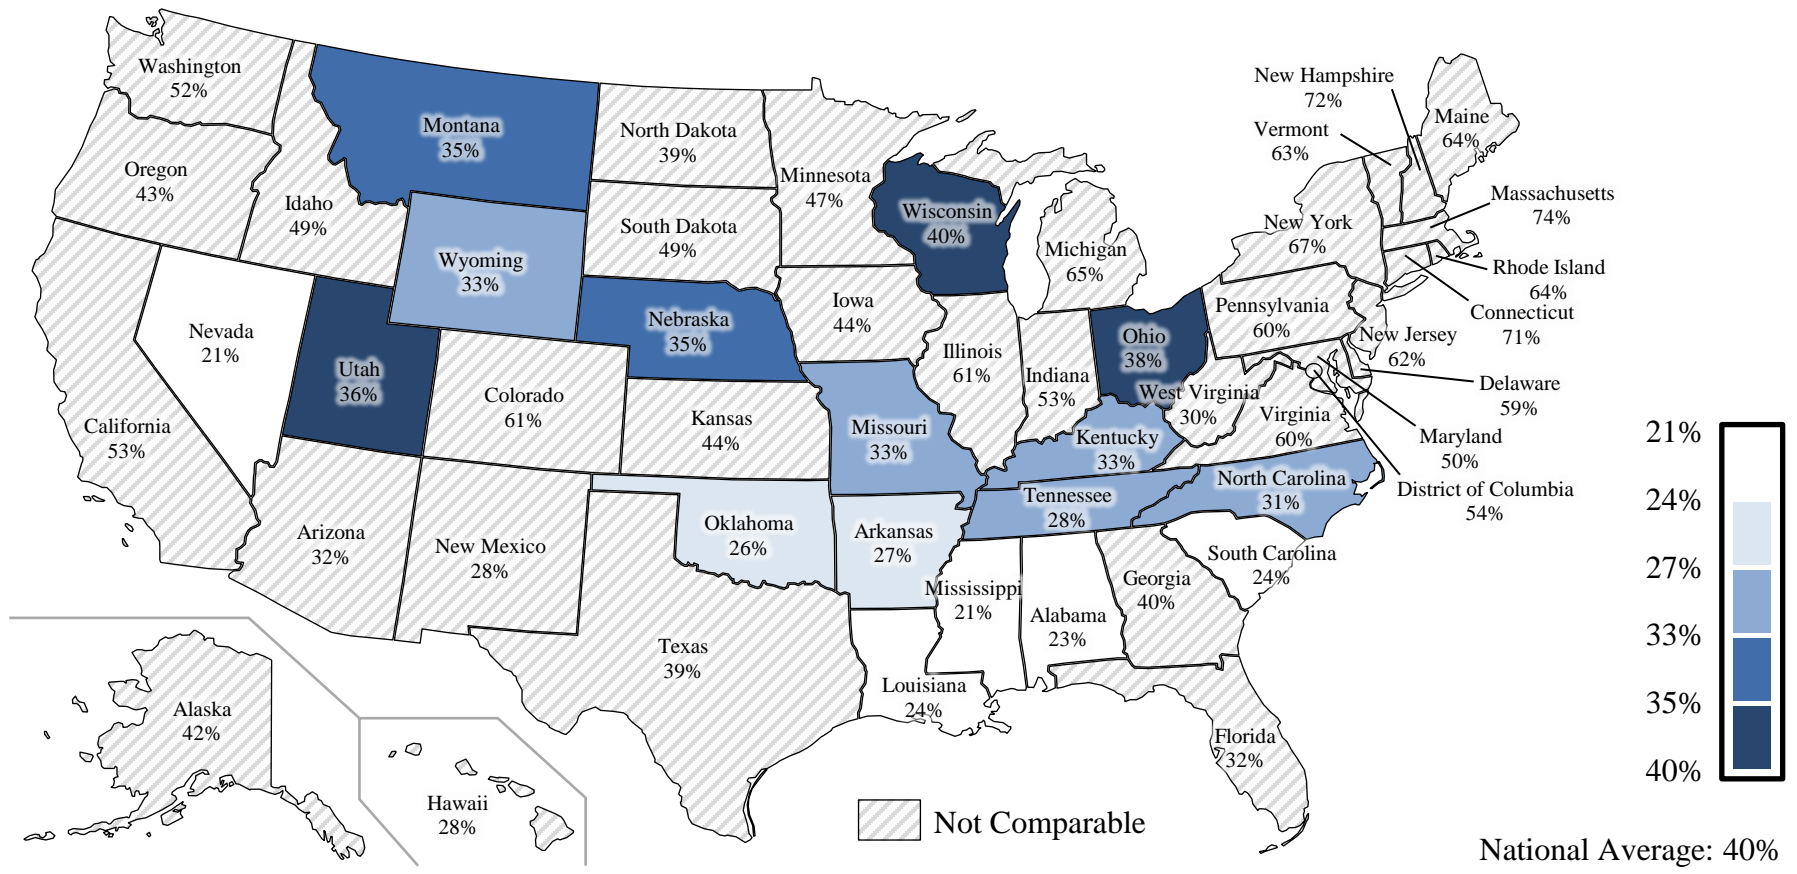 Washington
52%
Oregon
43%
California
53%
Idaho
49%
Nevada
21%
Montana
35%
Wyoming
33%
Utah
36%
Colorado
61%
Arizona
32%
New Mexico
28%
North Dakota
39%
South Dakota
49%
Nebraska
35%
Kansas
44%
Oklahoma
26%
Texas
39%
Minnesota
47%
Iowa
44%
Missouri
33%
Arkansas
27%
Louisiana
24%
Wisconsin
40%
Illinois
61%
Michigan
65%
Indiana
53%
Ohio
38%
Kentucky
33%
Tennessee
28%
Mississippi
21%
Alabama
23%
Georgia
40%
Florida
32%
South Carolina
24%
North Carolina
31%
West Virginia
30%
Virginia
60%
Pennsylvania
60%
New York
67%
New Hampshire
72%
Vermont
63%
Maine
64%
Massachusetts
74%
Rhode Island
64%
Connecticut
71%
New Jersey
62%
Delaware
59%
Maryland
50%
District of Columbia
54%
Alaska
42%
Hawaii
28%
Not Comparable
21%
24%
27%
33%
35%
40%
National Average: 40%